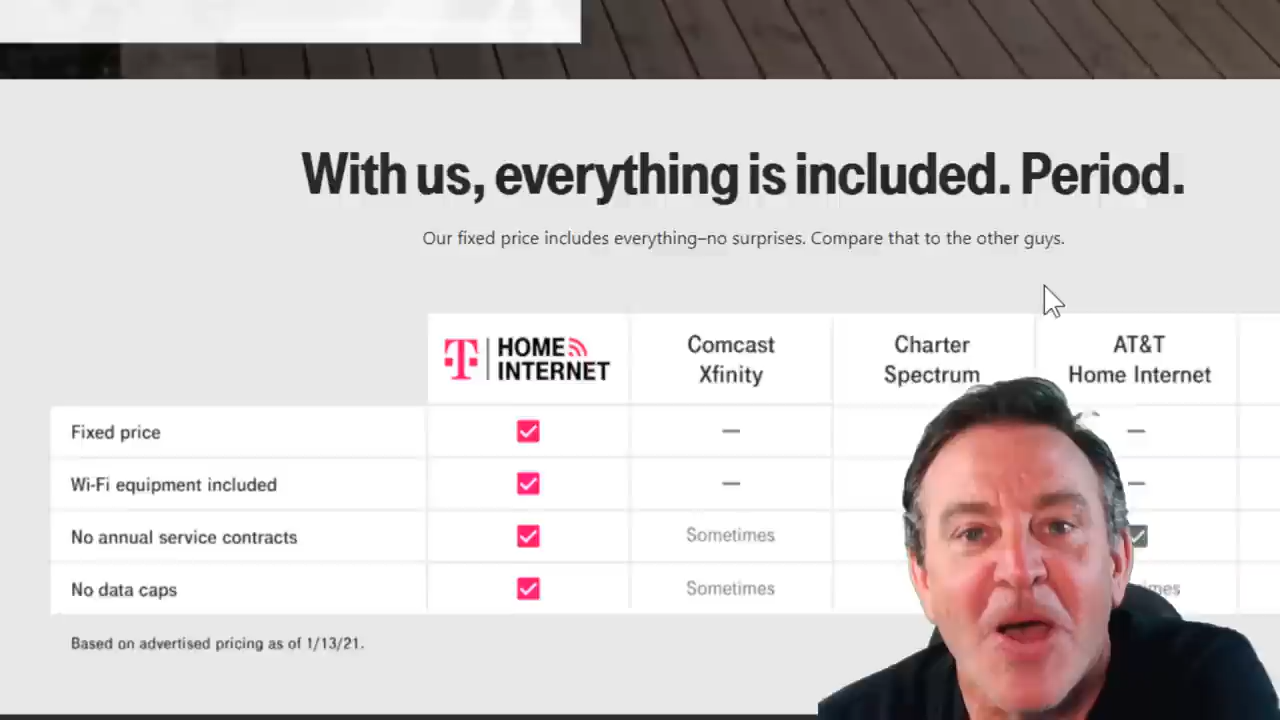 With us, everything is included. Period.
Our fixed price includes everything–no surprises. Compare that to the other guys.
T HOME INTERNET
Comcast Xfinity
Charter Spectrum
AT&T Home Internet
Fixed price — —
Wi-Fi equipment included — —
No annual service contracts Sometimes
No data caps Sometimes
Based on advertised pricing as of 1/13/21.